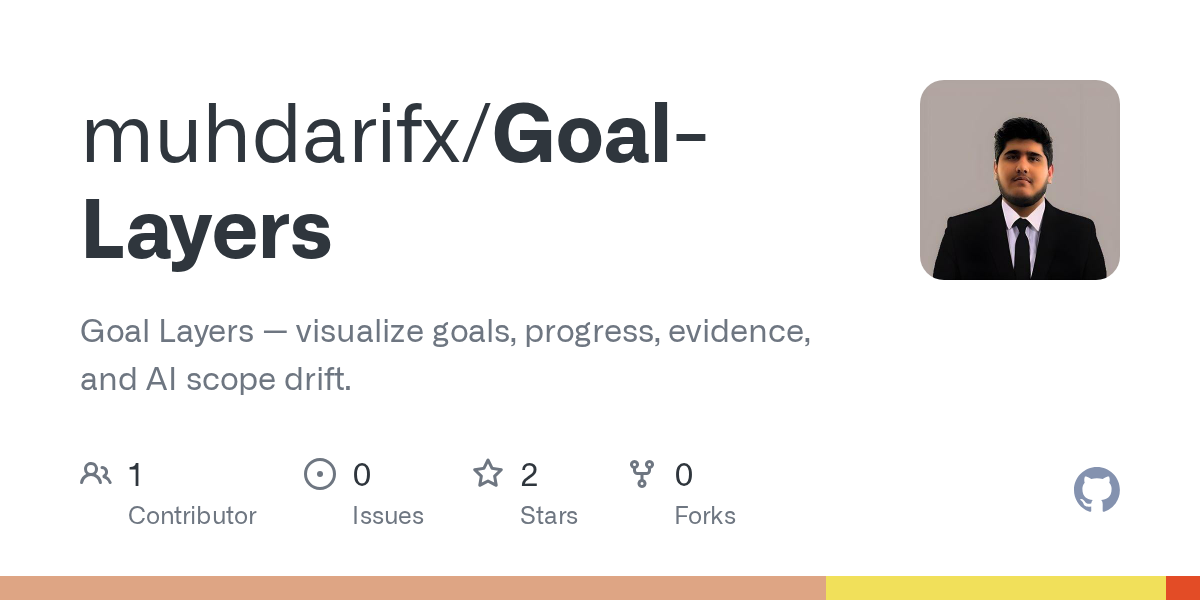 muhdarifx/Goal-
Layers
Goal Layers — visualize goals, progress, evidence,
and AI scope drift.
1
Contributor
0
Issues
2
Stars
0
Forks